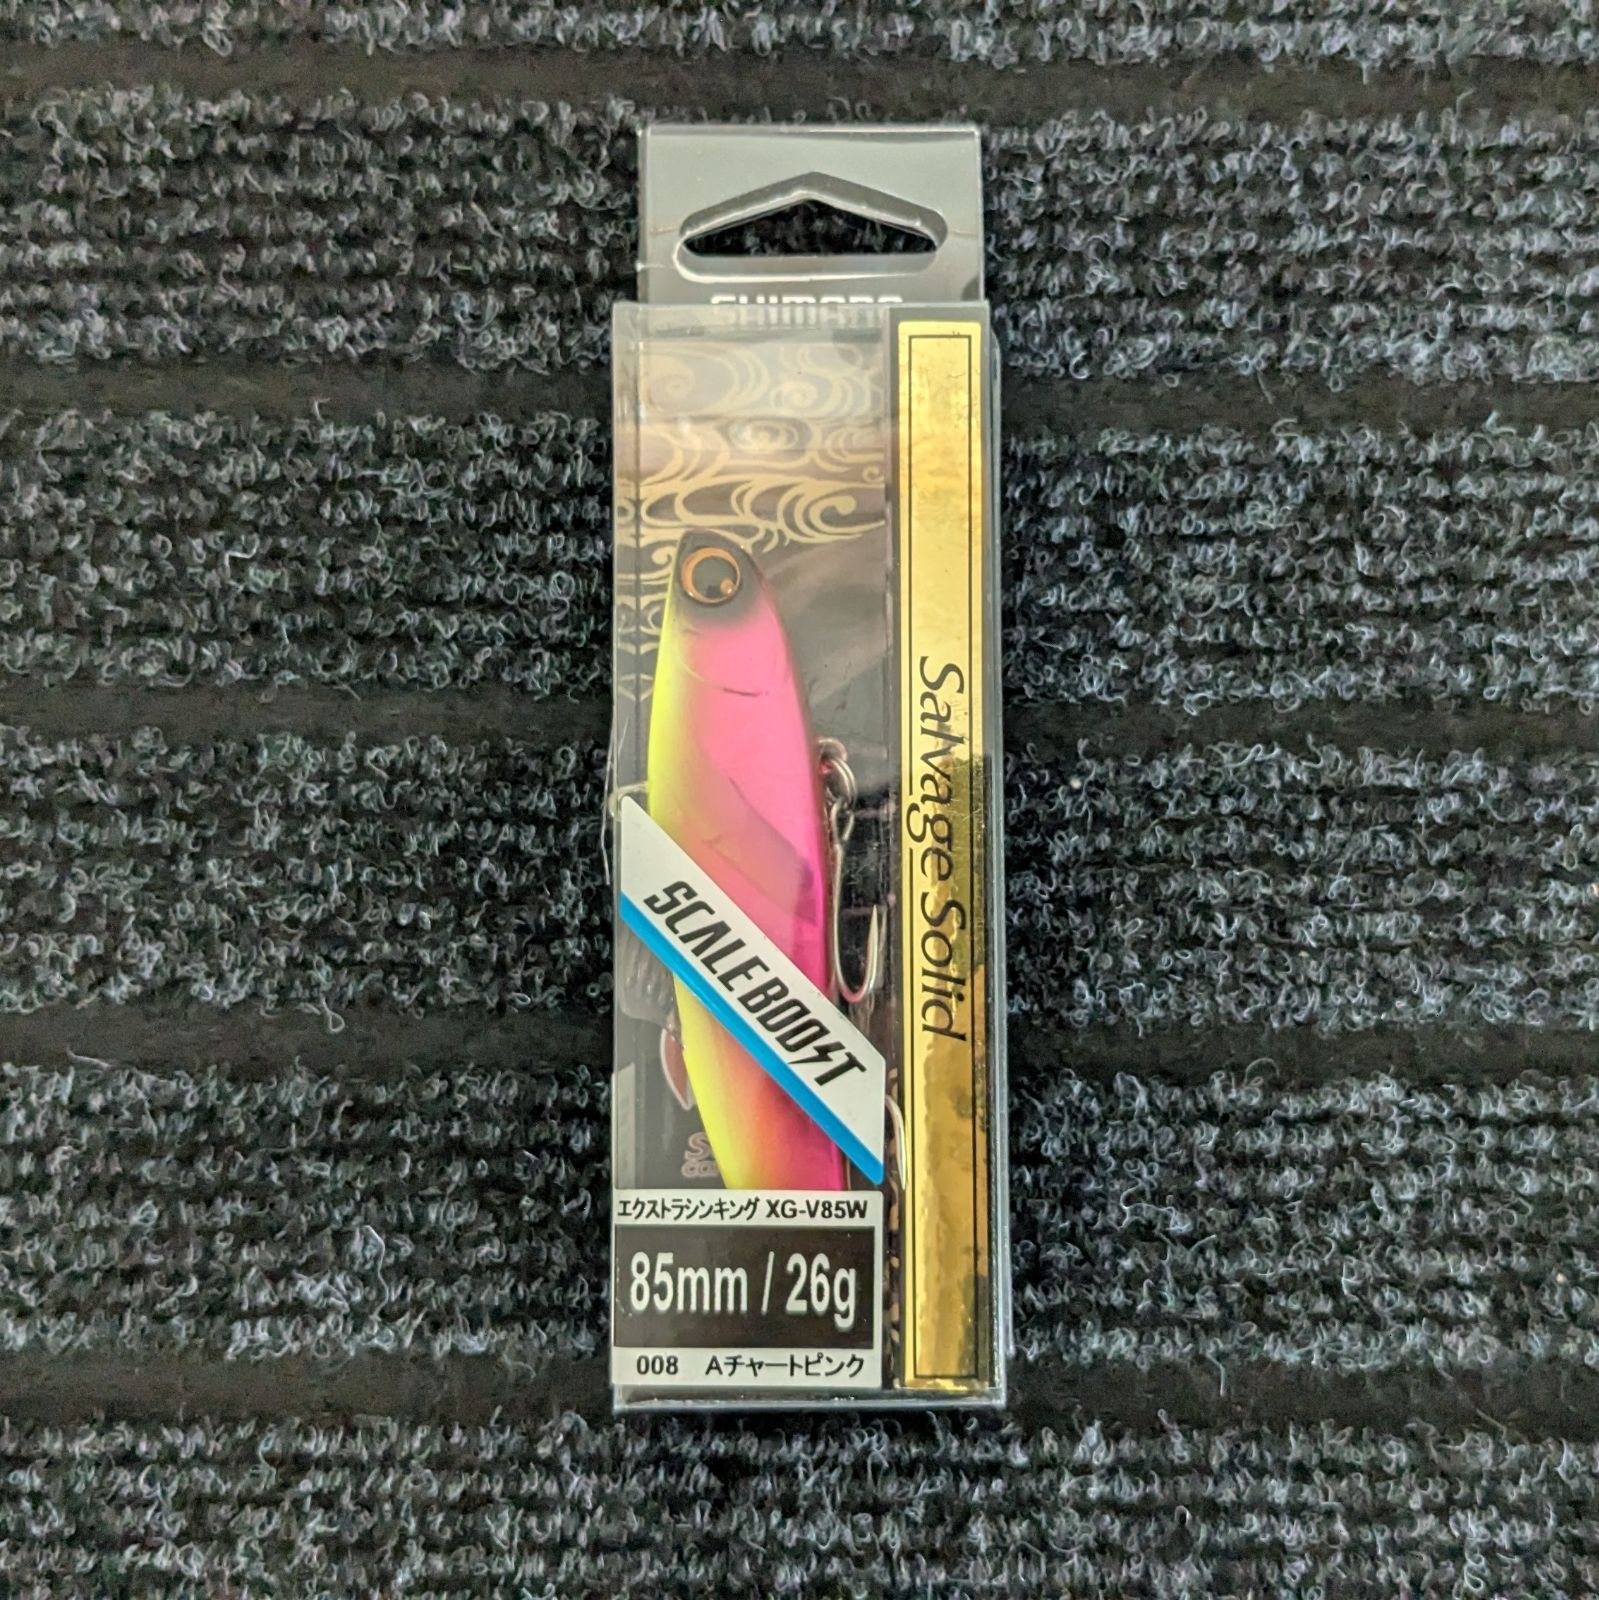 SHIMANO
Salvage Solid
SCALE BOOST
エクストラシンキング XG-V85W
85mm / 26g
008 Aチャートピンク